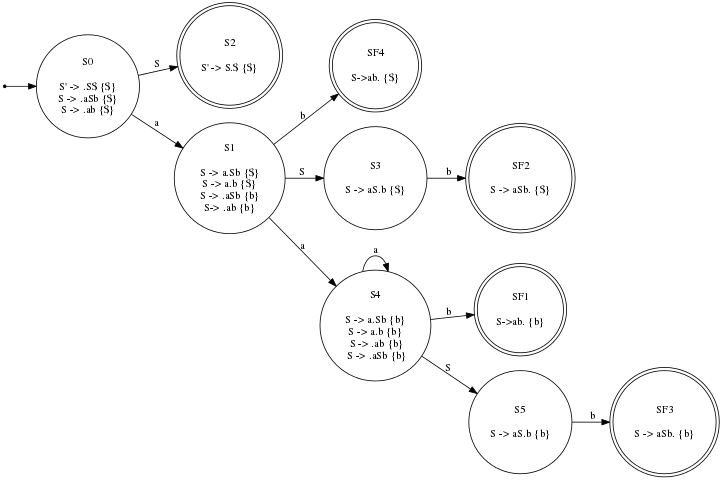 S0
S' -> .S$ {$}
S -> .aSb {$}
S -> .ab {$}
S
a
S2
S'-> S.$ {$}
SF4
S->ab. {$}
b
S1
S -> a.Sb {$}
S -> a.b {$}
S -> .aSb {b}
S-> .ab {b}
S
S3
S -> aS.b {$}
b
SF2
S -> aSb. {$}
a
a
S4
S -> a.Sb {b}
S -> a.b {b}
S -> .ab {b}
S -> .aSb {b}
b
SF1
S->ab. {b}
S
S5
S -> aS.b {b}
b
SF3
S -> aSb. {b}